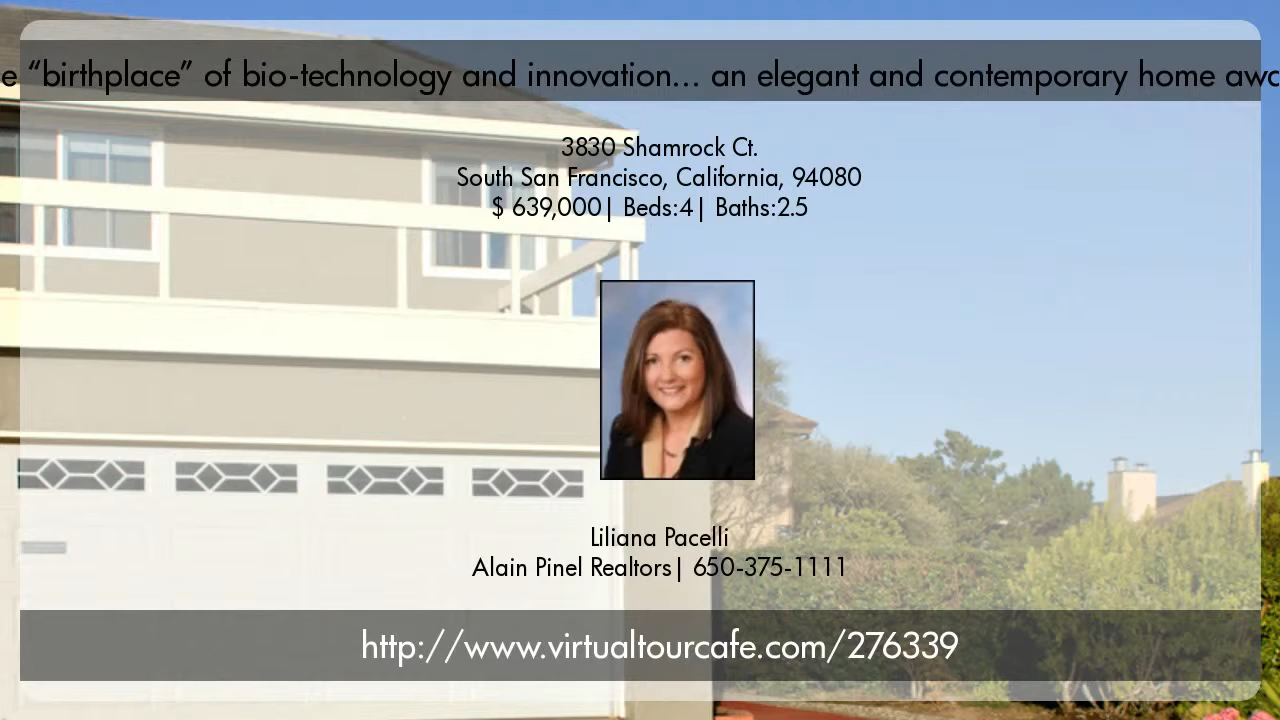 e “birthplace” of bio-technology and innovation... an elegant and contemporary home awa
3830 Shamrock Ct.
South San Francisco, California, 94080
$ 639,000| Beds:4| Baths:2.5
Liliana Pacelli
Alain Pinel Realtors| 650-375-1111
http://www.virtualtourcafe.com/276339